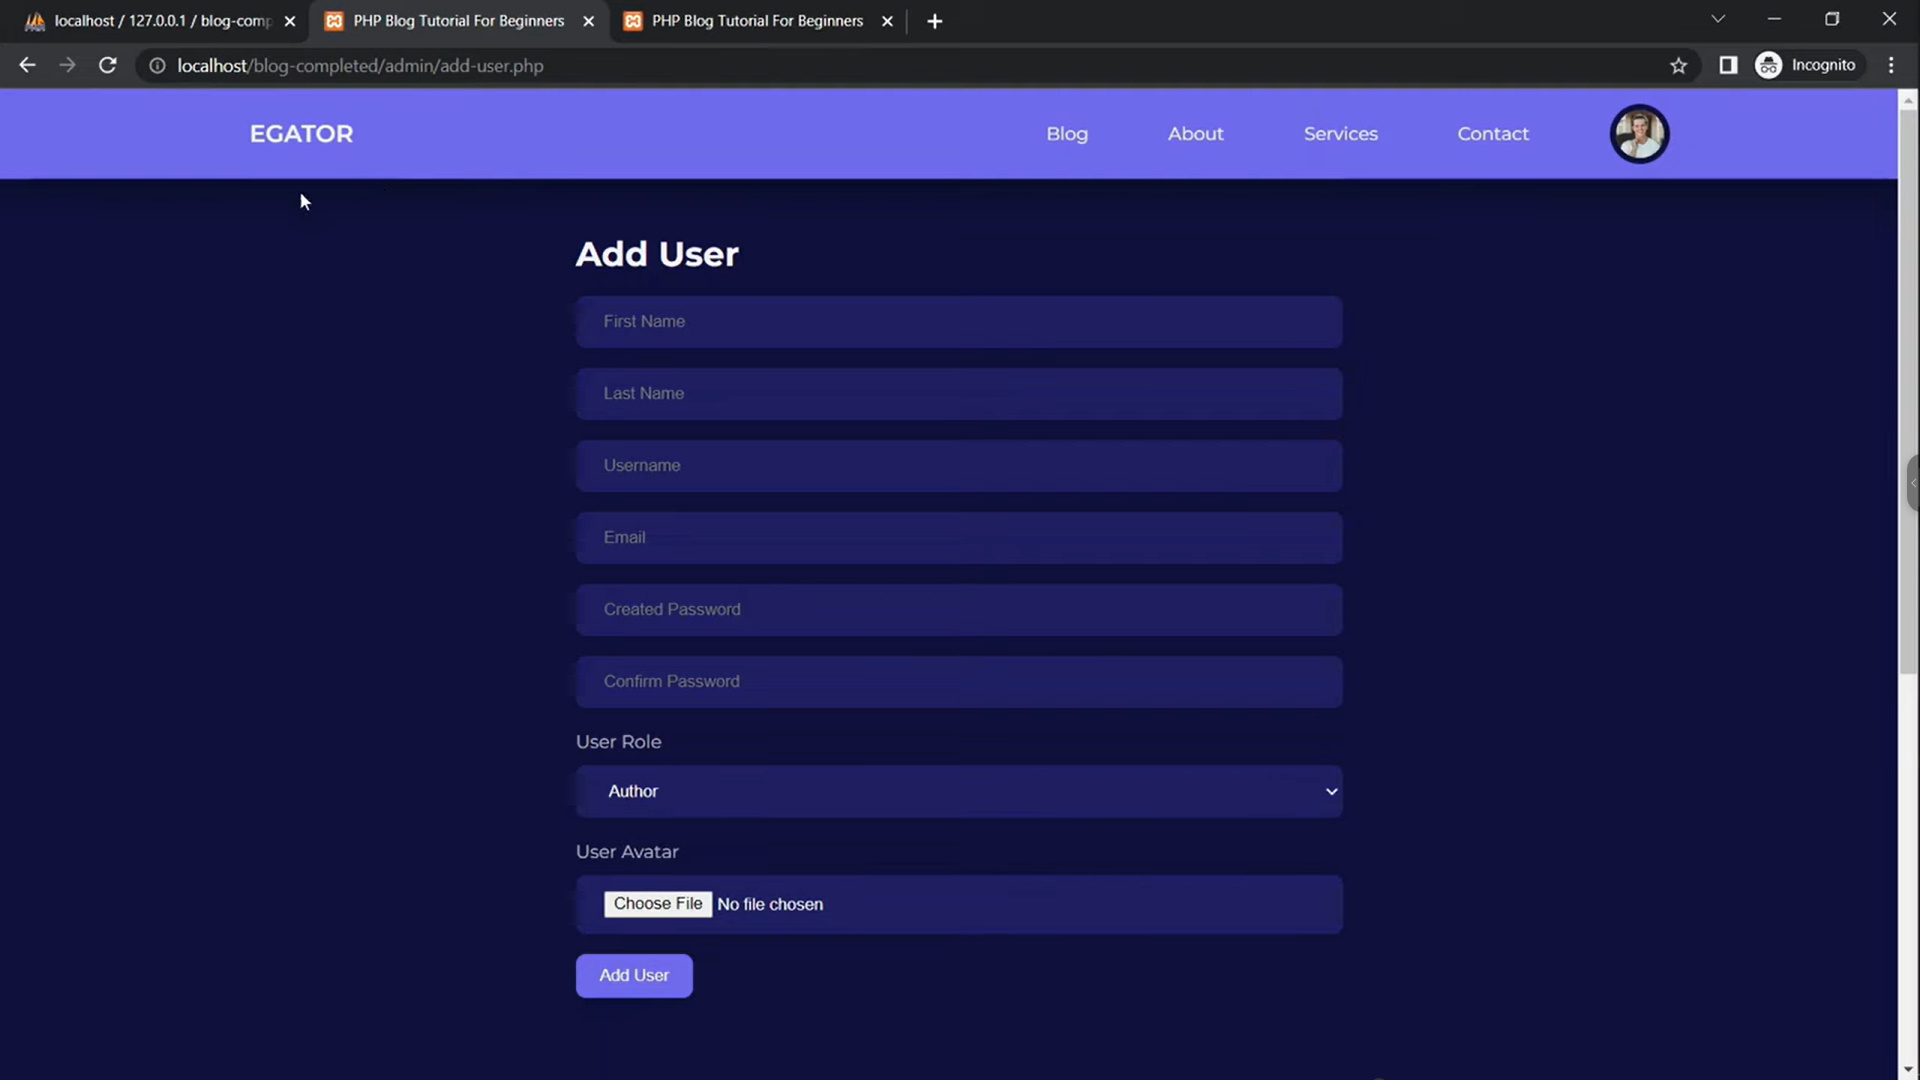 localhost / 127.0.0.1 / blog-comp
PHP Blog Tutorial For Beginners
PHP Blog Tutorial For Beginners
localhost/blog-completed/admin/add-user.php
Incognito
EGATOR
Blog
About
Services
Contact
Add User
First Name
Last Name
Username
Email
Created Password
Confirm Password
User Role
Author
User Avatar
Choose File No file chosen
Add User